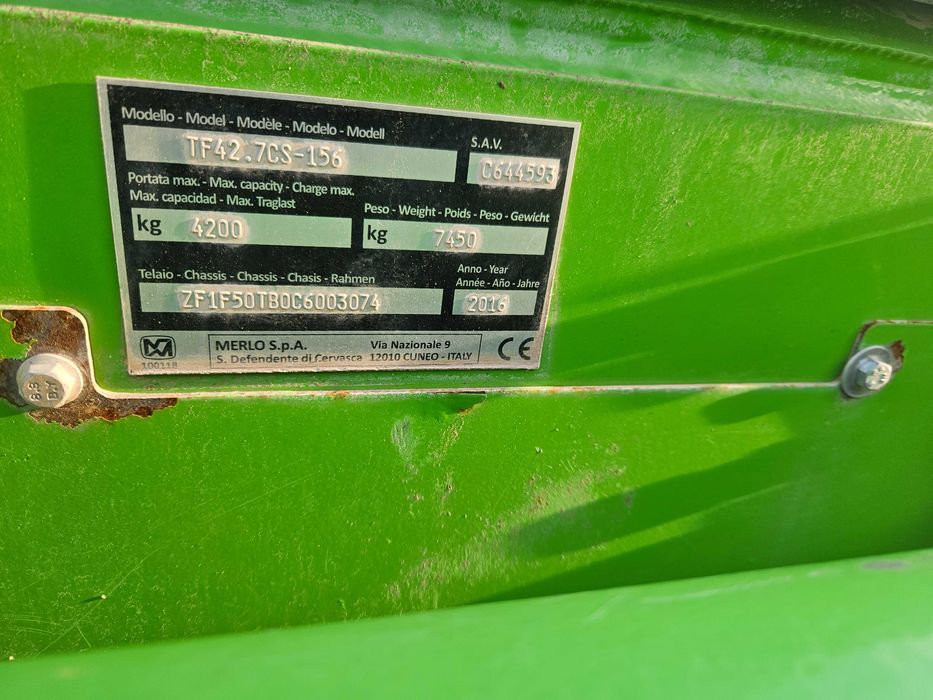 Modello - Model - Modèle - Modelo - Modell
TF42.7CS-156
S.A.V.
C644593
Portata max. - Max. capacity - Charge max.
Max. capacidad - Max. Traglast
kg 4200
Peso - Weight - Poids - Peso - Gewicht
kg 7450
Telaio - Chassis - Chassis - Chasis - Rahmen
ZF1F50TB0C6003074
Anno - Year
Année - Año - Jahre
2016
100118
MERLO S.p.A. Via Nazionale 9
S. Defendente di Cervasca 12010 CUNEO - ITALY
CE
8.8